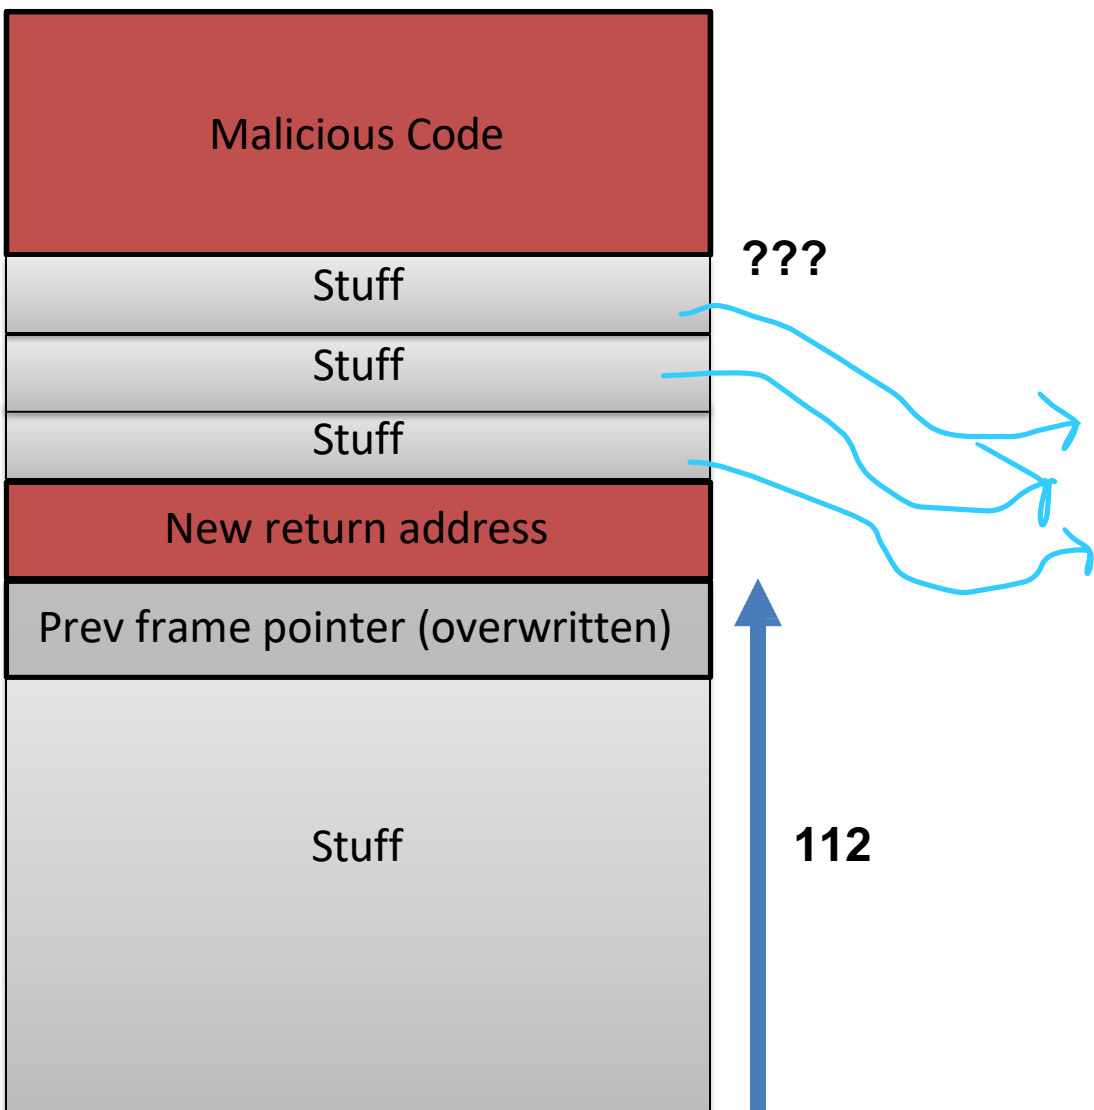 Malicious Code
???
Stuff
Stuff
Stuff
New return address
Prev frame pointer (overwritten)
Stuff
112